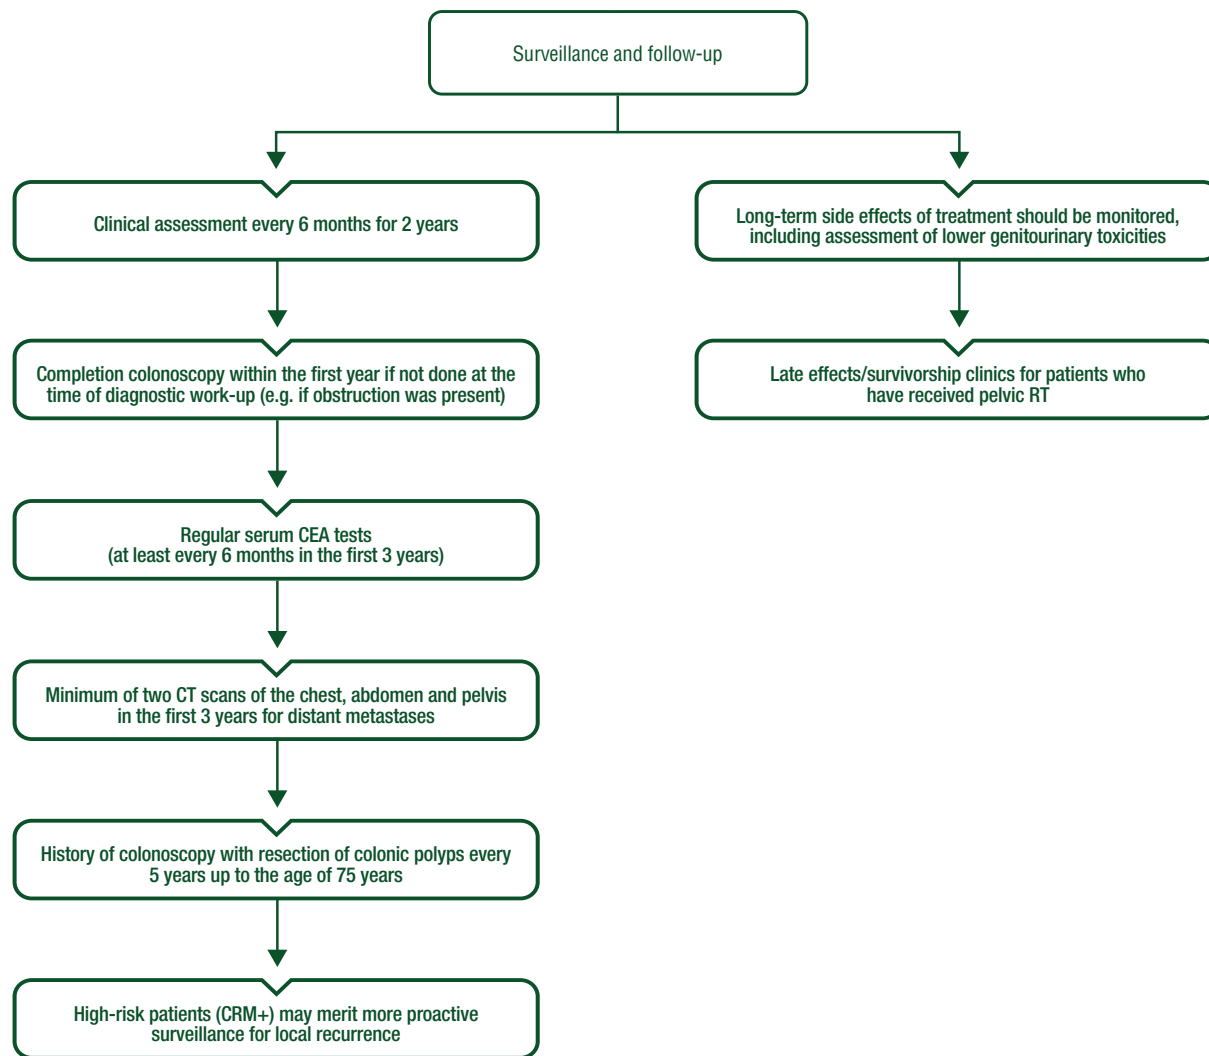 Surveillance and follow-up
Clinical assessment every 6 months for 2 years
Completion colonoscopy within the first year if not done at the
time of diagnostic work-up (e.g. if obstruction was present)
Regular serum CEA tests
(at least every 6 months in the first 3 years)
Minimum of two CT scans of the chest, abdomen and pelvis
in the first 3 years for distant metastases
History of colonoscopy with resection of colonic polyps every
5 years up to the age of 75 years
High-risk patients (CRM+) may merit more proactive
surveillance for local recurrence
Long-term side effects of treatment should be monitored,
including assessment of lower genitourinary toxicities
Late effects/survivorship clinics for patients who
have received pelvic RT